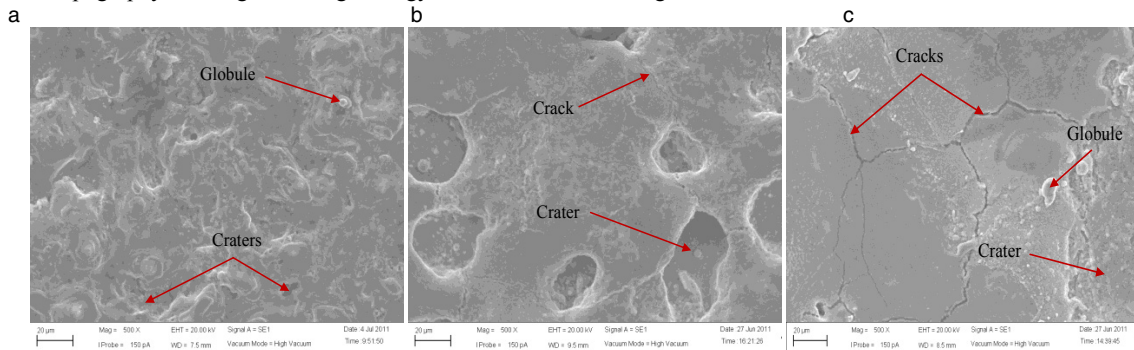 a
b
c
Globule
Craters
Crack
Crater
Cracks
Globule
Crater
20 µm
Mag = 500 X
EHT = 20.00 kV
Signal A = SE1
Date :4 Jul 2011
I Probe = 150 pA
WD = 7.5 mm
Vacuum Mode = High Vacuum
Time :9:51:50
20 µm
Mag = 500 X
EHT = 20.00 kV
Signal A = SE1
Date :27 Jun 2011
I Probe = 150 pA
WD = 9.5 mm
Vacuum Mode = High Vacuum
Time :16:21:26
20 µm
Mag = 500 X
EHT = 20.00 kV
Signal A = SE1
Date :27 Jun 2011
I Probe = 150 pA
WD = 8.5 mm
Vacuum Mode = High Vacuum
Time :14:39:45